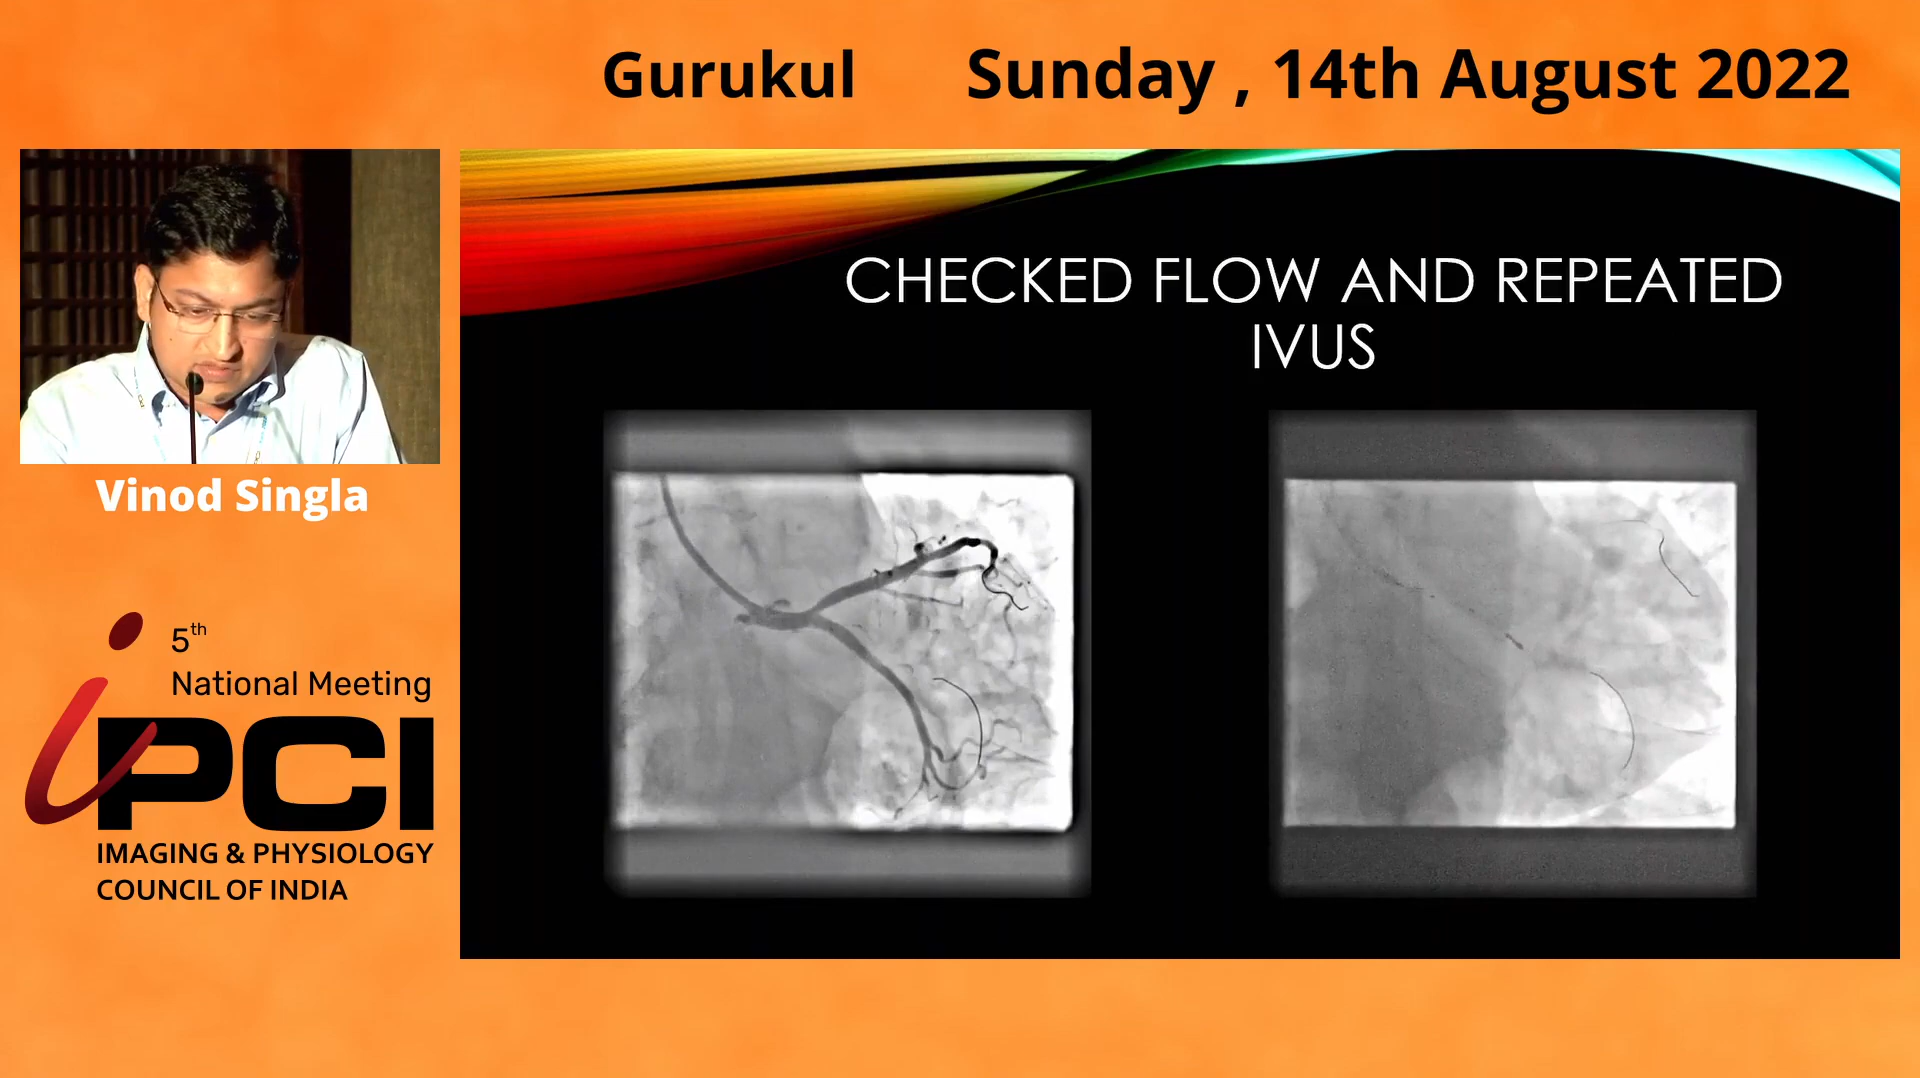 Gurukul
Sunday , 14th August 2022
CHECKED FLOW AND REPEATED
IVUS
Vinod Singla
5th
National Meeting
iPCI
IMAGING & PHYSIOLOGY
COUNCIL OF INDIA